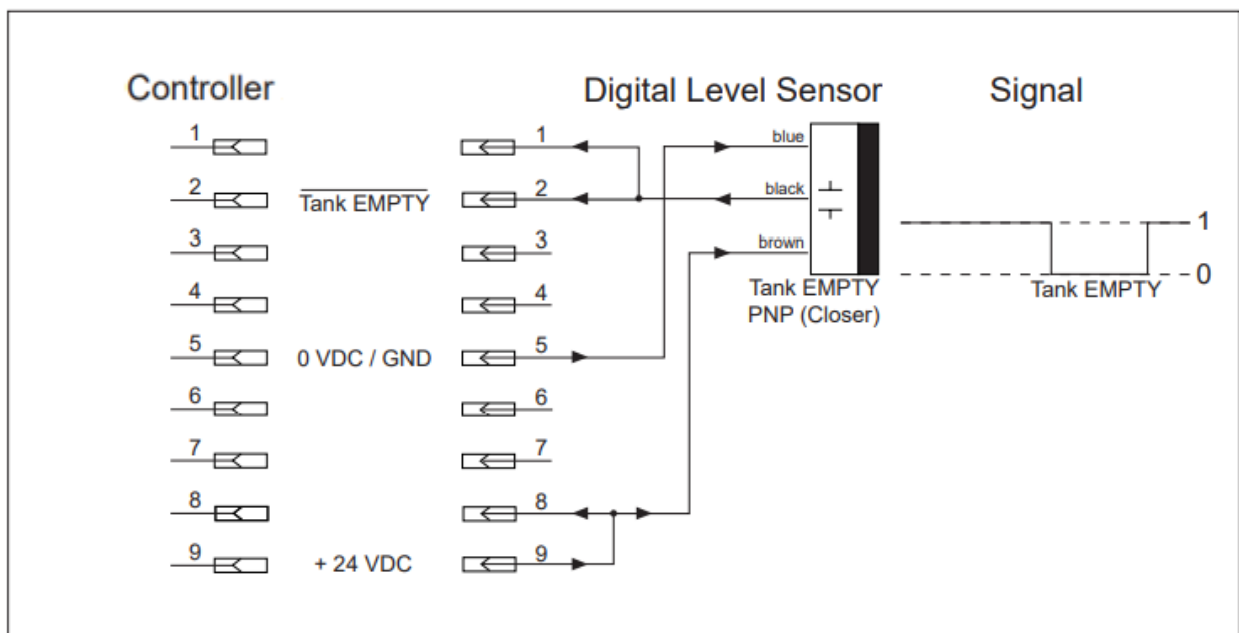 Controller
Digital Level Sensor
Signal
1
1
blue
2
Tank EMPTY
2
black
3
3
brown
1
0
Tank EMPTY
PNP (Closer)
Tank EMPTY
4
4
5
0 VDC / GND
5
6
6
7
7
8
8
9
+ 24 VDC
9